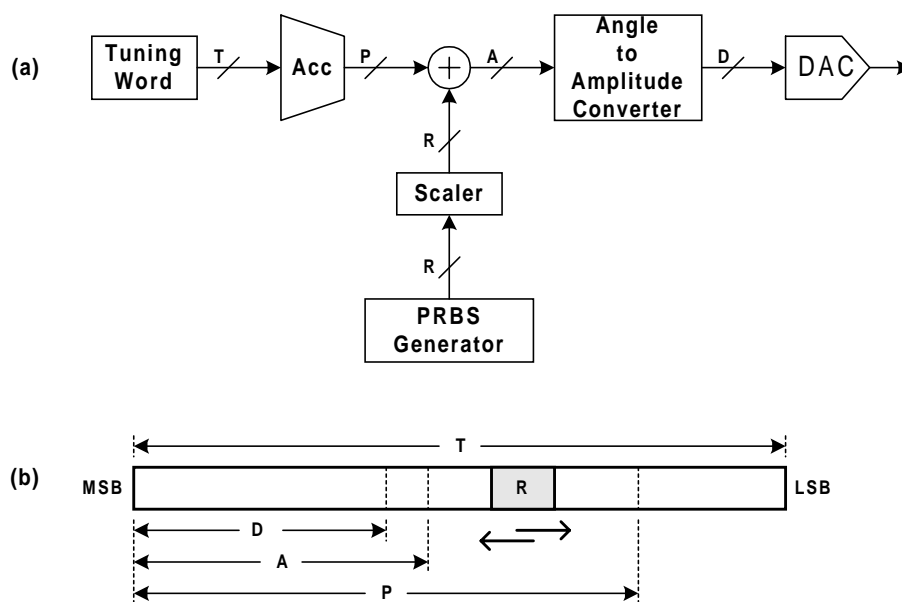 (a)
Tuning
Word
T
Acc
P
+
A
Angle
to
Amplitude
Converter
D
DAC
R
Scaler
R
PRBS
Generator
(b)
T
MSB
R
LSB
D
A
P